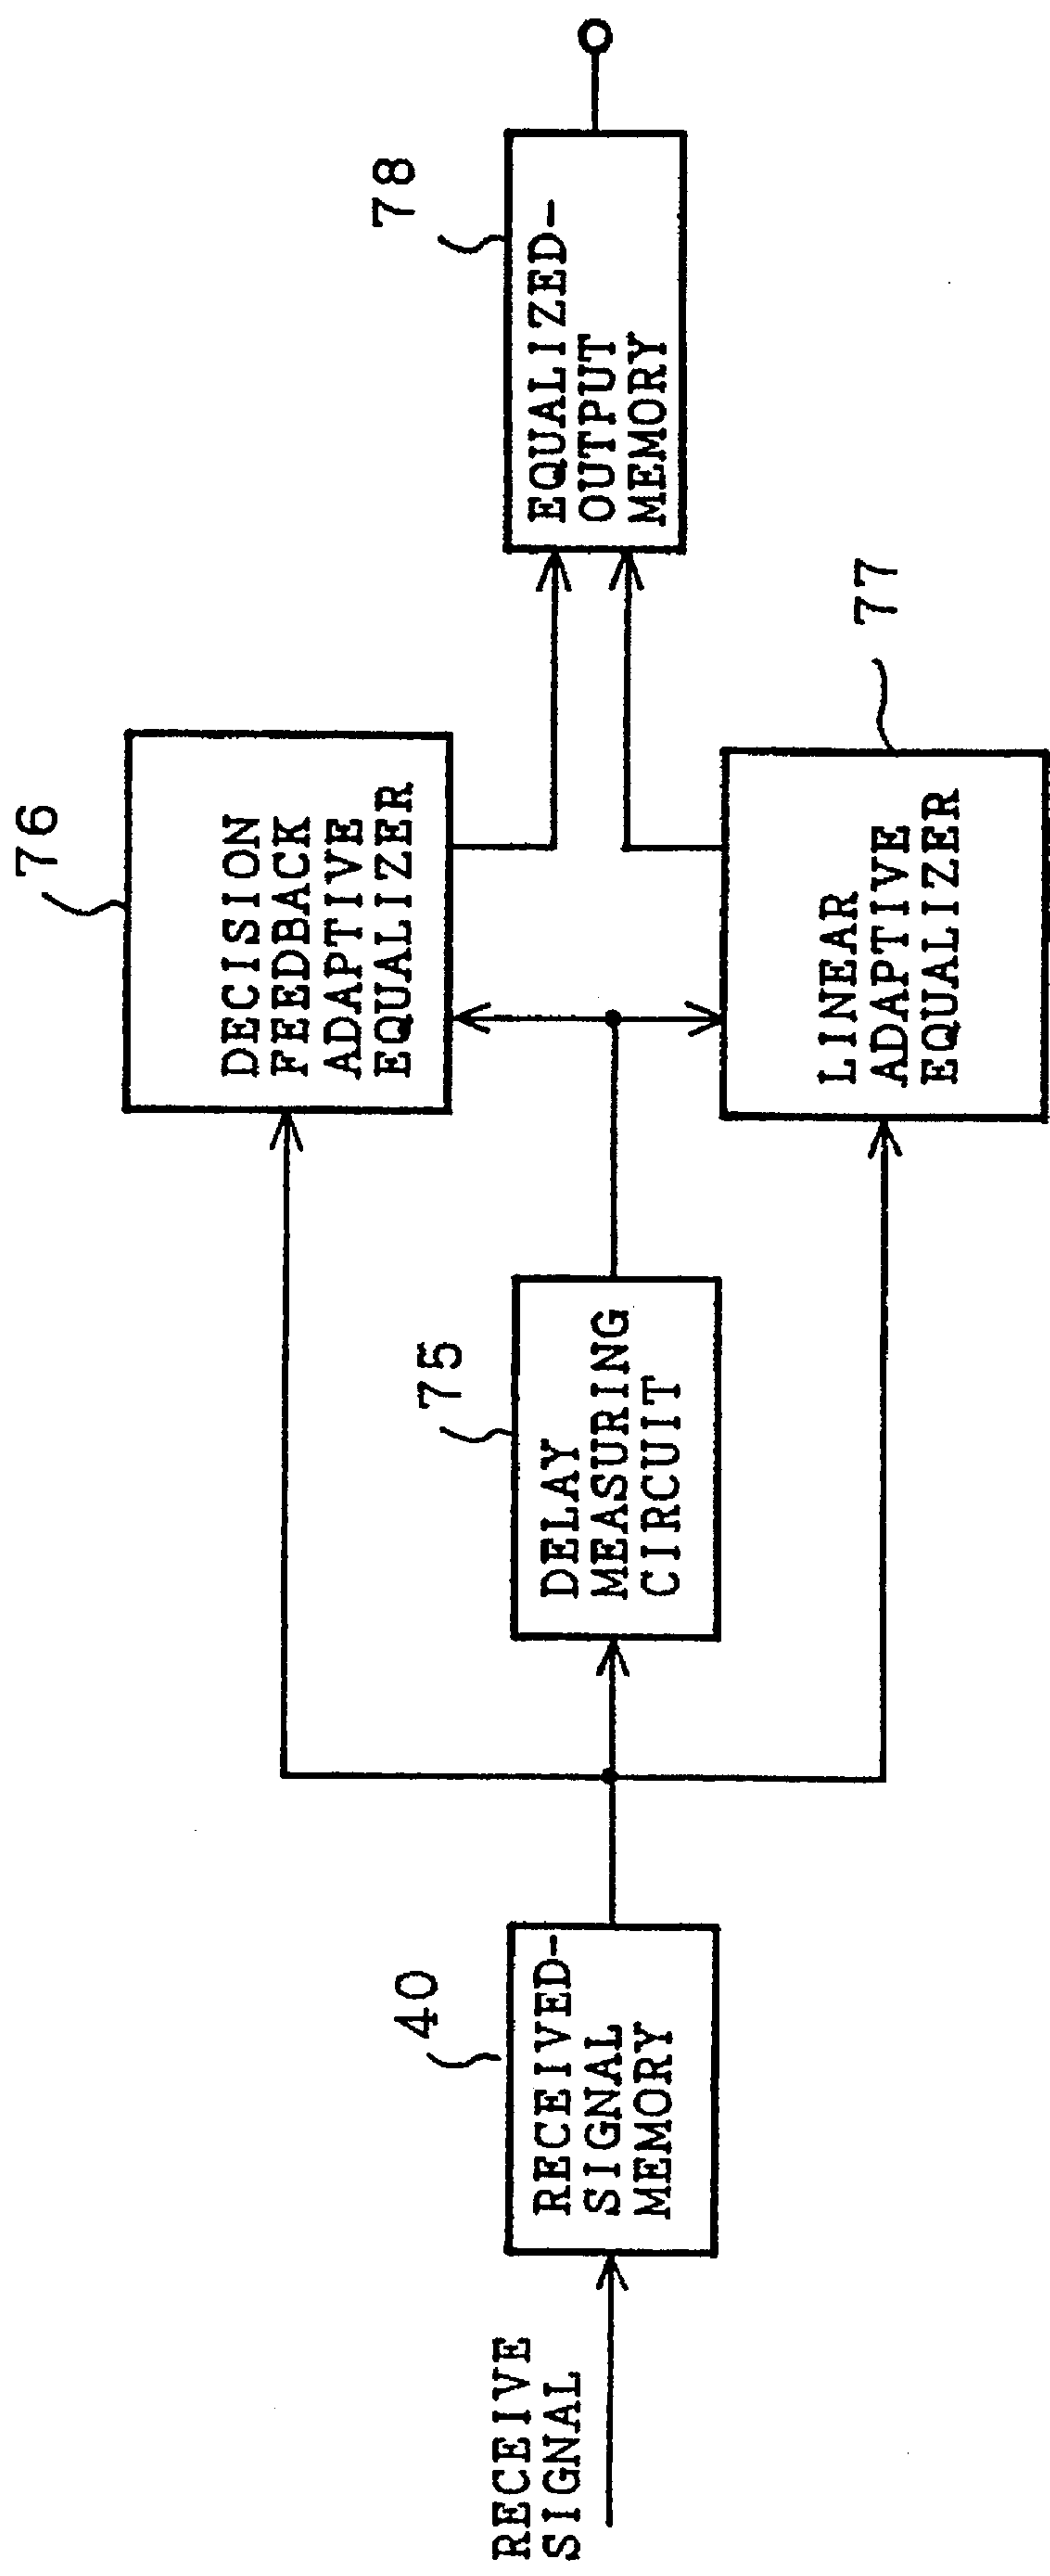 RECEIVE
SIGNAL
40
RECEIVED-
SIGNAL
MEMORY
75
DELAY
MEASURING
CIRCUIT
76
DECISION
FEEDBACK
ADAPTIVE
EQUALIZER
77
LINEAR
ADAPTIVE
EQUALIZER
78
EQUALIZED-
OUTPUT
MEMORY